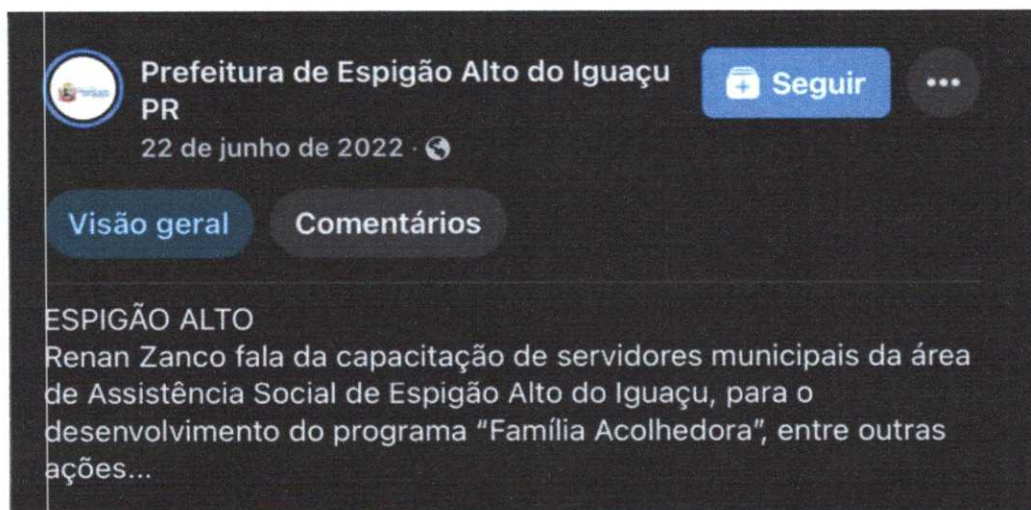 Prefeitura de Espigão Alto do Iguaçu
PR
Seguir
22 de junho de 2022 ·
Visão geral
Comentários
ESPIGÃO ALTO
Renan Zanco fala da capacitação de servidores municipais da área
de Assistência Social de Espigão Alto do Iguaçu, para o
desenvolvimento do programa “Família Acolhedora”, entre outras
ações...